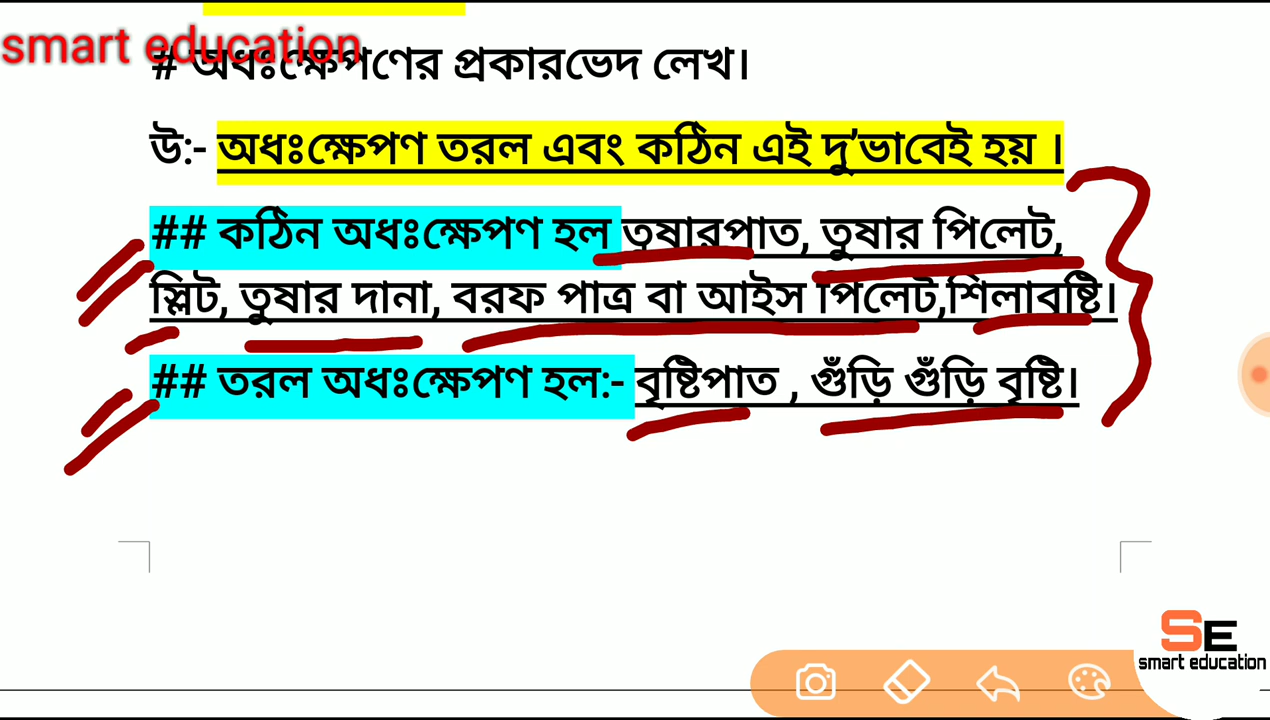 smart education
# অধঃক্ষেপণের প্রকারভেদ লেখ।
উ:- অধঃক্ষেপণ তরল এবং কঠিন এই দু'ভাবেই হয় ।
## কঠিন অধঃক্ষেপণ হল তুষারপাত, তুষার পিলেট,
স্লিট, তুষার দানা, বরফ পাত্র বা আইস পিলেট,শিলাবৃষ্টি।
## তরল অধঃক্ষেপণ হল:- বৃষ্টিপাত , গুঁড়ি গুঁড়ি বৃষ্টি।
SE
smart education